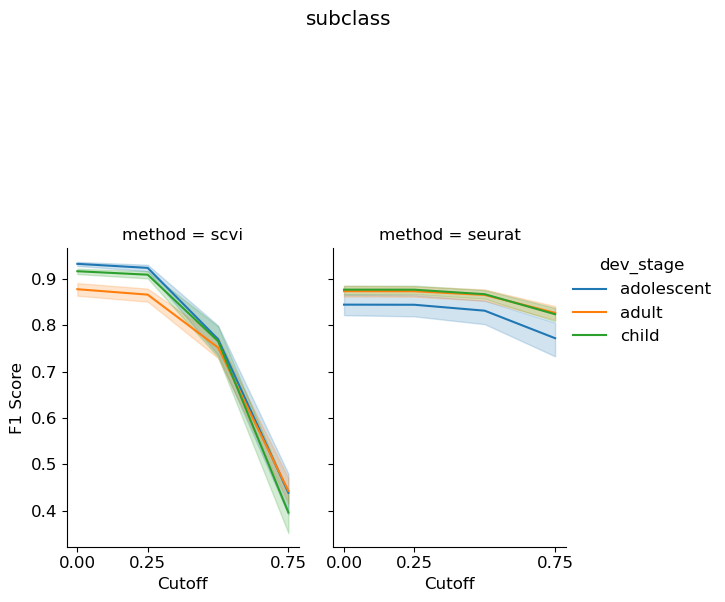 subclass
method = scvi
method = seurat
dev_stage
adolescent
adult
child
F1 Score
0.9
0.8
0.7
0.6
0.5
0.4
0.00
0.25
0.75
0.00
0.25
0.75
Cutoff
Cutoff